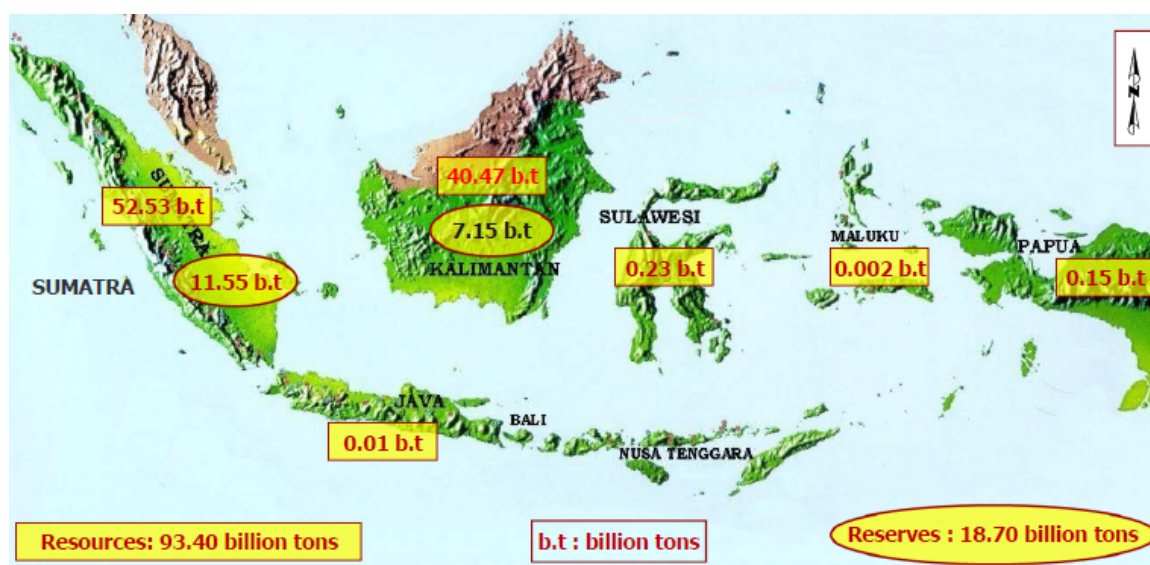 N
40.47 b.t
SUMATRA
52.53 b.t
SULAWESI
7.15 b.t
MALUKU
PAPUA
KALIMANTAN
0.23 b.t
0.002 b.t
0.15 b.t
11.55 b.t
SUMATRA
JAVA
BALI
0.01 b.t
NUSA TENGGARA
Resources: 93.40 billion tons
b.t : billion tons
Reserves : 18.70 billion tons